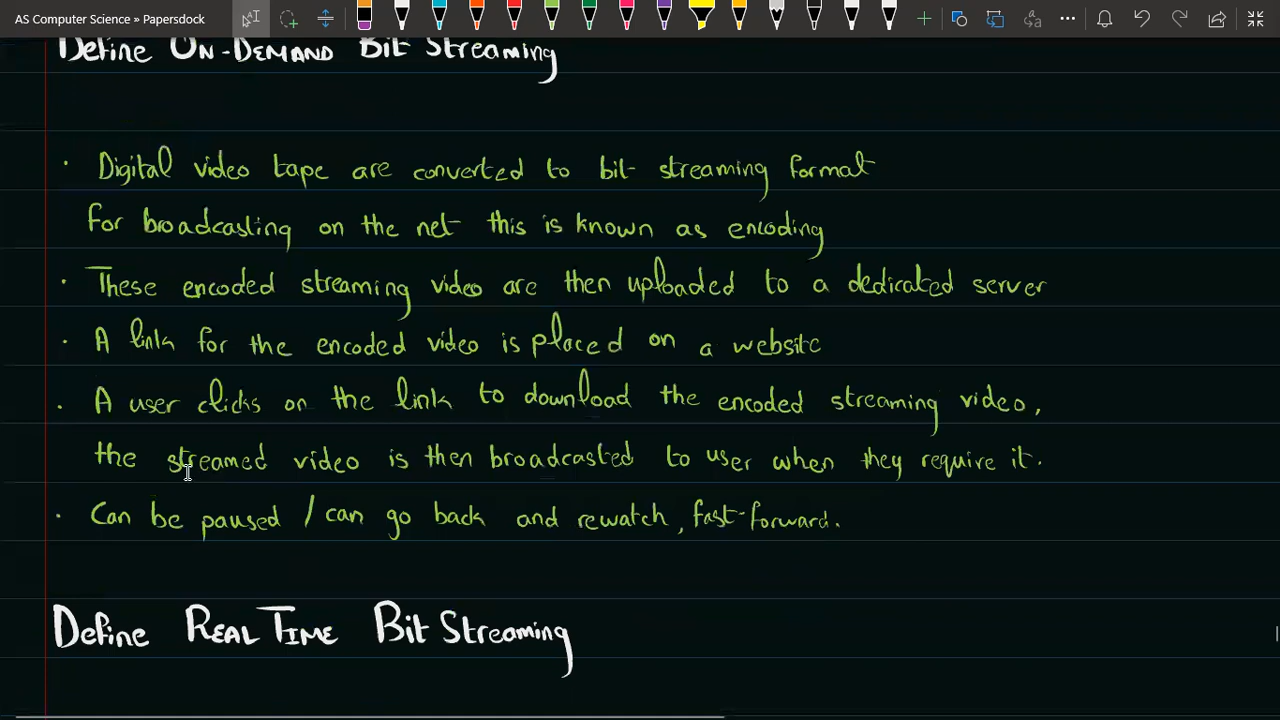 AS Computer Science » Papersdock
Define ON-DEMAND Bit Streaming
· Digital video tape are converted to bit streaming format
for broadcasting on the net this is known as encoding
· These encoded streaming video are then uploaded to a dedicated server
· A link for the encoded video is placed on a website
· A user clicks on the link to download the encoded streaming video,
the streamed video is then broadcasted to user when they require it.
· Can be paused / can go back and rewatch, fast-forward.
Define REAL TIME Bit Streaming